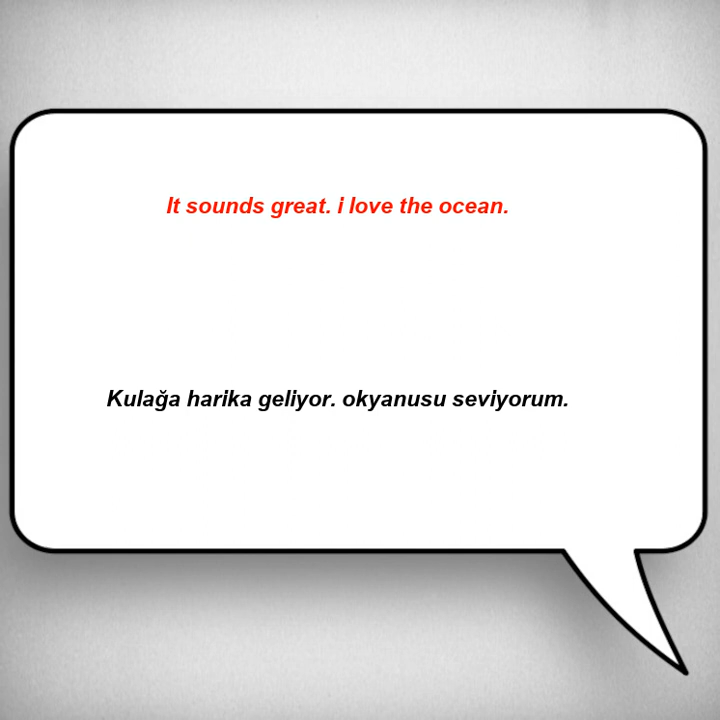 It sounds great. i love the ocean.
Kulağa harika geliyor. okyanusu seviyorum.